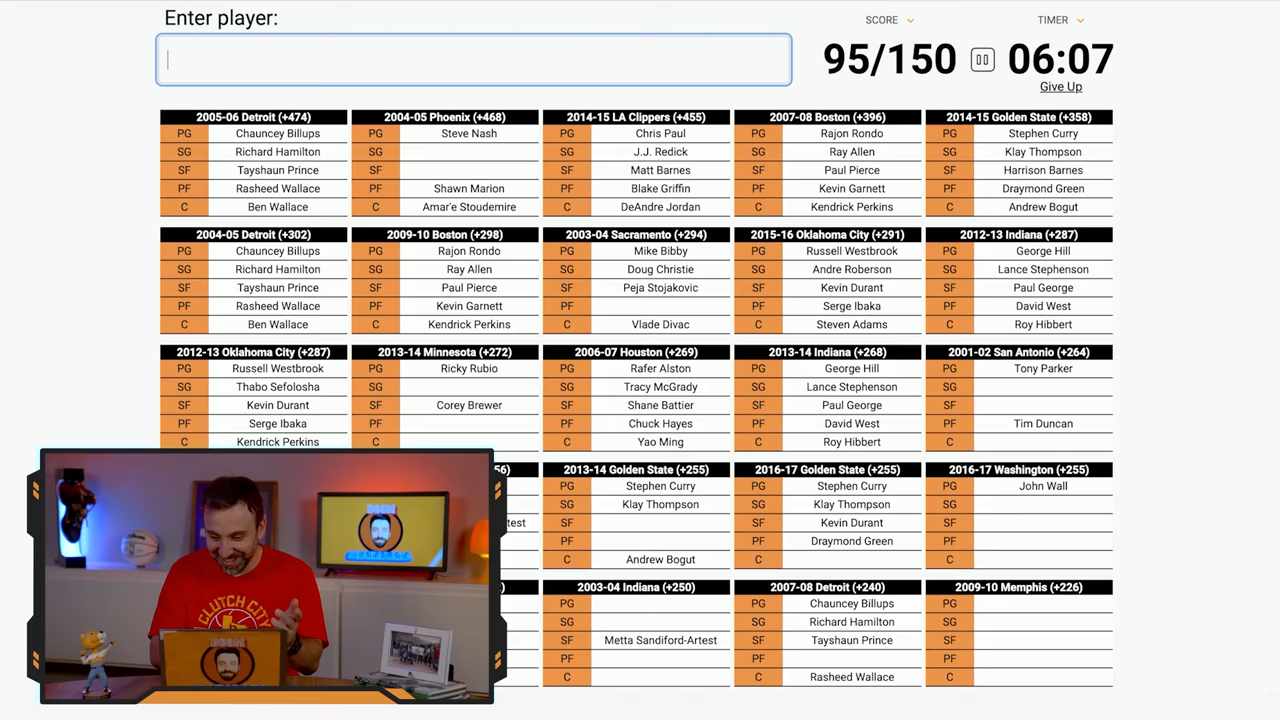 Enter player:
SCORE
TIMER
95/150
06:07
Give Up
2005-06 Detroit (+474)
PG Chauncey Billups
SG Richard Hamilton
SF Tayshaun Prince
PF Rasheed Wallace
C Ben Wallace
2004-05 Phoenix (+468)
PG Steve Nash
SG
SF
PF Shawn Marion
C Amar'e Stoudemire
2014-15 LA Clippers (+455)
PG Chris Paul
SG J.J. Redick
SF Matt Barnes
PF Blake Griffin
C DeAndre Jordan
2007-08 Boston (+396)
PG Rajon Rondo
SG Ray Allen
SF Paul Pierce
PF Kevin Garnett
C Kendrick Perkins
2014-15 Golden State (+358)
PG Stephen Curry
SG Klay Thompson
SF Harrison Barnes
PF Draymond Green
C Andrew Bogut
2004-05 Detroit (+302)
PG Chauncey Billups
SG Richard Hamilton
SF Tayshaun Prince
PF Rasheed Wallace
C Ben Wallace
2009-10 Boston (+298)
PG Rajon Rondo
SG Ray Allen
SF Paul Pierce
PF Kevin Garnett
C Kendrick Perkins
2003-04 Sacramento (+294)
PG Mike Bibby
SG Doug Christie
SF Peja Stojakovic
PF
C Vlade Divac
2015-16 Oklahoma City (+291)
PG Russell Westbrook
SG Andre Roberson
SF Kevin Durant
PF Serge Ibaka
C Steven Adams
2012-13 Indiana (+287)
PG George Hill
SG Lance Stephenson
SF Paul George
PF David West
C Roy Hibbert
2012-13 Oklahoma City (+287)
PG Russell Westbrook
SG Thabo Sefolosha
SF Kevin Durant
PF Serge Ibaka
C Kendrick Perkins
2013-14 Minnesota (+272)
PG Ricky Rubio
SG
SF Corey Brewer
PF
C
2006-07 Houston (+269)
PG Rafer Alston
SG Tracy McGrady
SF Shane Battier
PF Chuck Hayes
C Yao Ming
2013-14 Indiana (+268)
PG George Hill
SG Lance Stephenson
SF Paul George
PF David West
C Roy Hibbert
2001-02 San Antonio (+264)
PG Tony Parker
SG
SF
PF Tim Duncan
C
56)
test
2013-14 Golden State (+255)
PG Stephen Curry
SG Klay Thompson
SF
PF
C Andrew Bogut
2016-17 Golden State (+255)
PG Stephen Curry
SG Klay Thompson
SF Kevin Durant
PF Draymond Green
C
2016-17 Washington (+255)
PG John Wall
SG
SF
PF
C
2003-04 Indiana (+250)
PG
SG
SF Metta Sandiford-Artest
PF
C
2007-08 Detroit (+240)
PG Chauncey Billups
SG Richard Hamilton
SF Tayshaun Prince
PF
C Rasheed Wallace
2009-10 Memphis (+226)
PG
SG
SF
PF
C
CLUTCH CITY